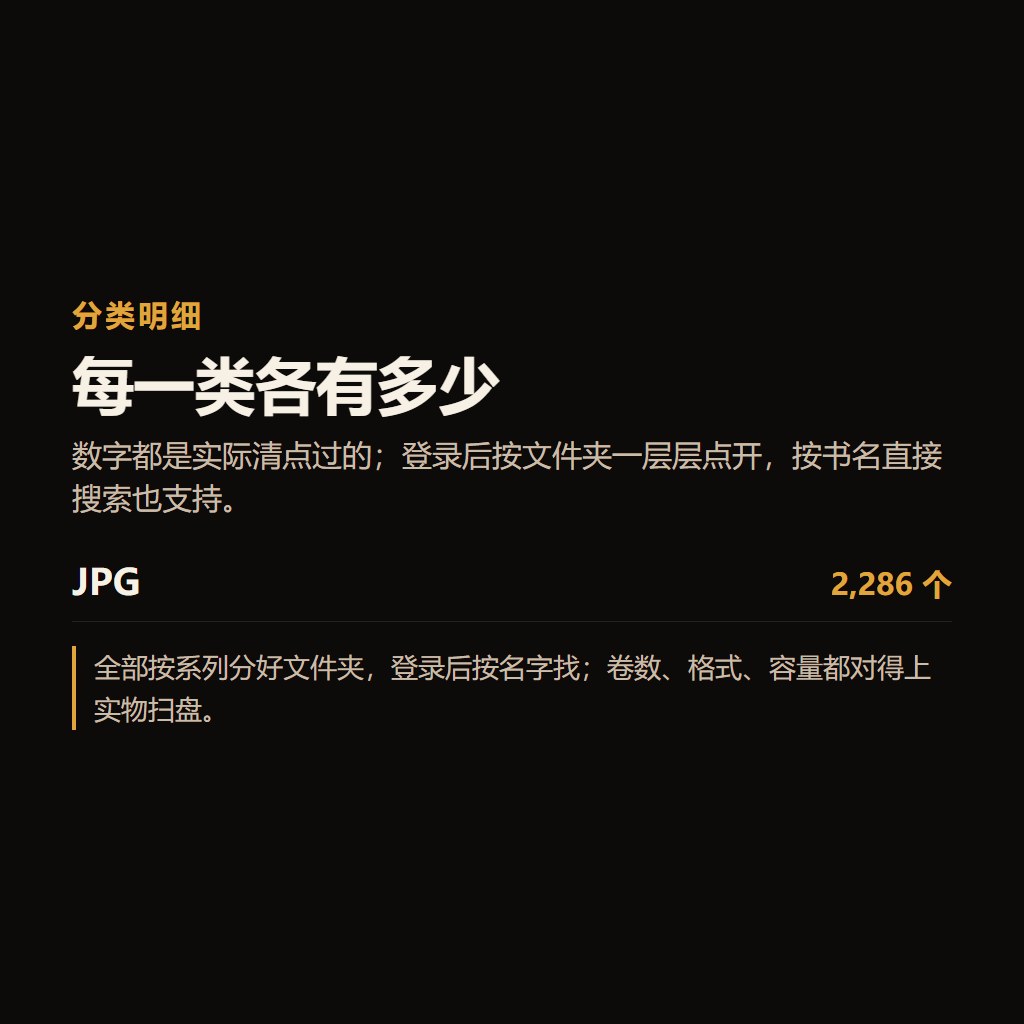 分类明细
每一类各有多少
数字都是实际清点过的；登录后按文件夹一层层点开，按书名直接
搜索也支持。
JPG 2,286 个
全部按系列分好文件夹，登录后按名字找；卷数、格式、容量都对得上
实物扫盘。